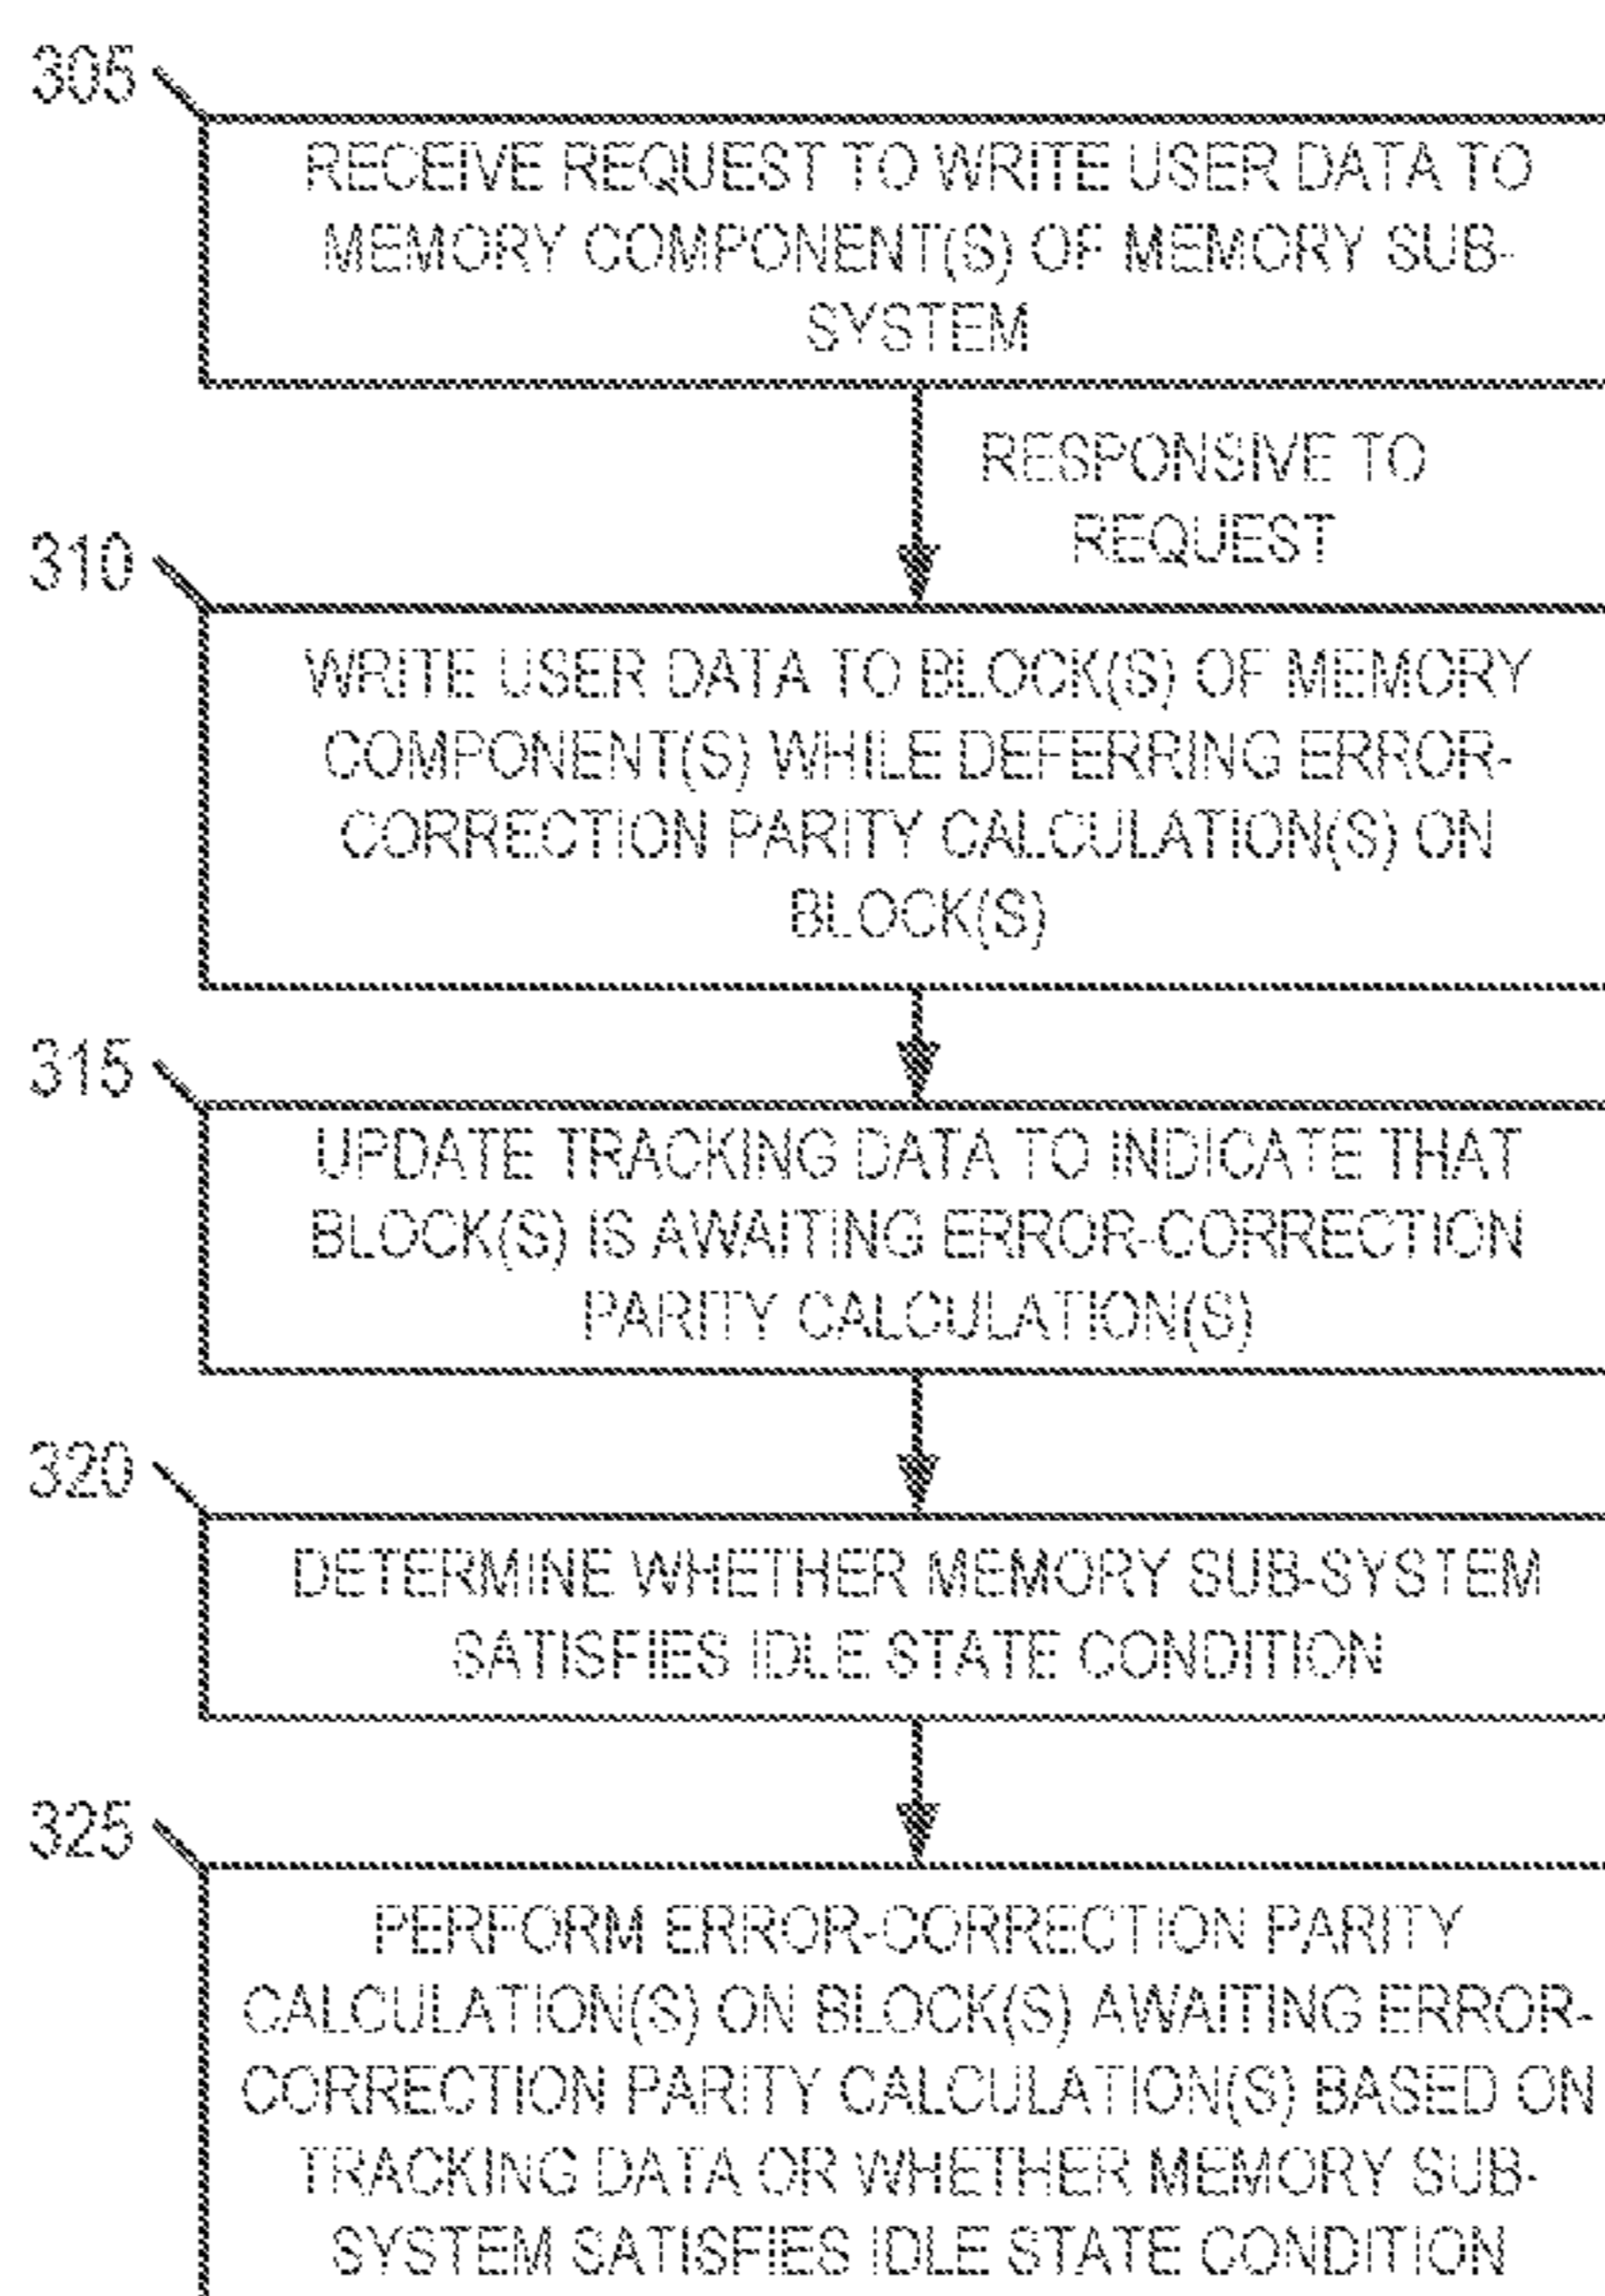 305
RECEIVE REQUEST TO WRITE USER DATA TO
MEMORY COMPONENT(S) OF MEMORY SUB-
SYSTEM
RESPONSIVE TO
REQUEST
310
WRITE USER DATA TO BLOCK(S) OF MEMORY
COMPONENT(S) WHILE DEFERRING ERROR-
CORRECTION PARITY CALCULATION(S) ON
BLOCK(S)
315
UPDATE TRACKING DATA TO INDICATE THAT
BLOCK(S) IS AWAITING ERROR-CORRECTION
PARITY CALCULATION(S)
320
DETERMINE WHETHER MEMORY SUB-SYSTEM
SATISFIES IDLE STATE CONDITION
325
PERFORM ERROR-CORRECTION PARITY
CALCULATION(S) ON BLOCK(S) AWAITING ERROR-
CORRECTION PARITY CALCULATION(S) BASED ON
TRACKING DATA OR WHETHER MEMORY SUB-
SYSTEM SATISFIES IDLE STATE CONDITION